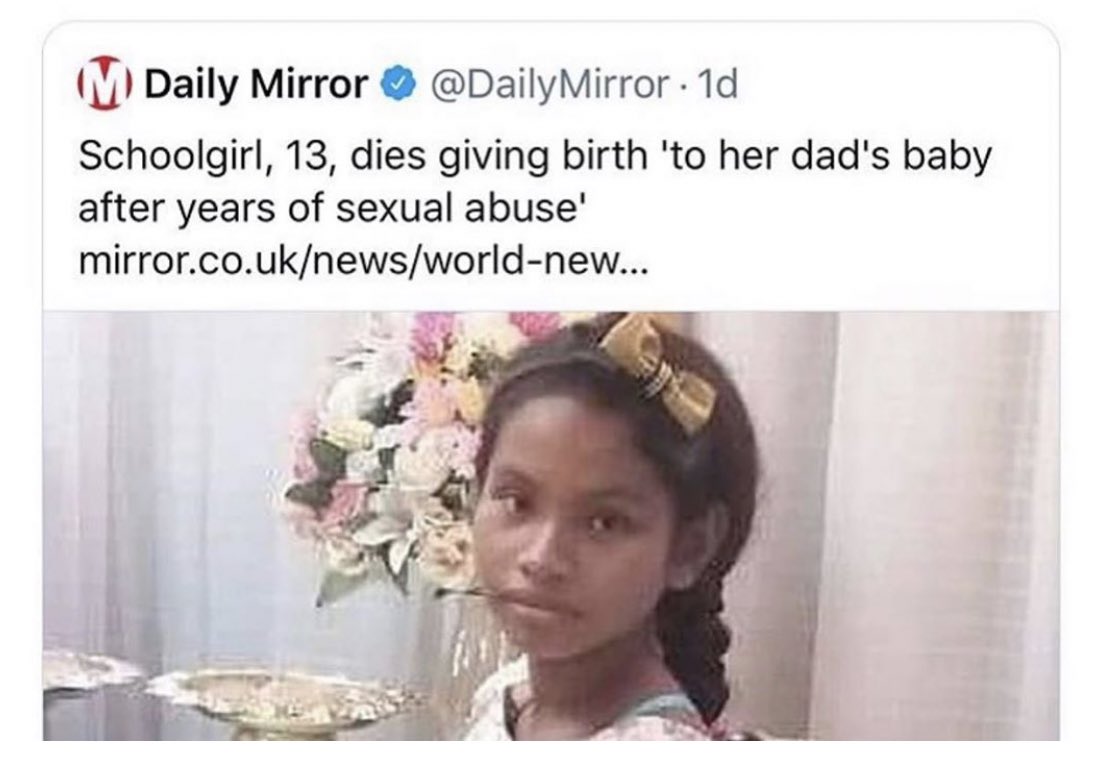 Daily Mirror @DailyMirror · 1d
Schoolgirl, 13, dies giving birth 'to her dad's baby
after years of sexual abuse'
mirror.co.uk/news/world-new...